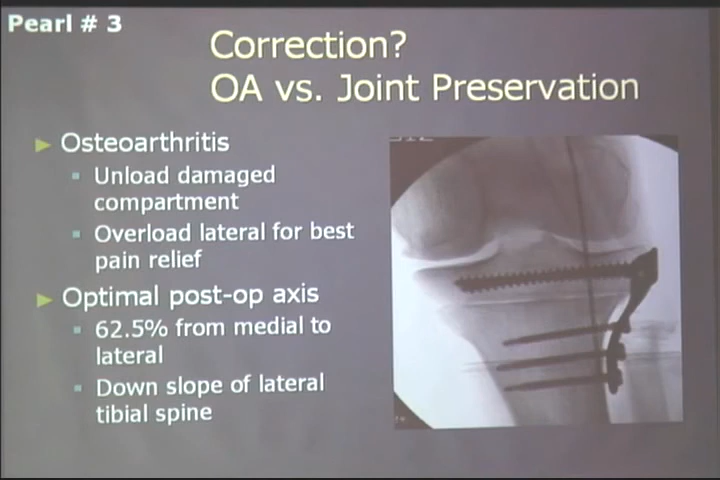 Pearl # 3
Correction?
OA vs. Joint Preservation
► Osteoarthritis
▪ Unload damaged
compartment
▪ Overload lateral for best
pain relief
► Optimal post-op axis
▪ 62.5% from medial to
lateral
▪ Down slope of lateral
tibial spine